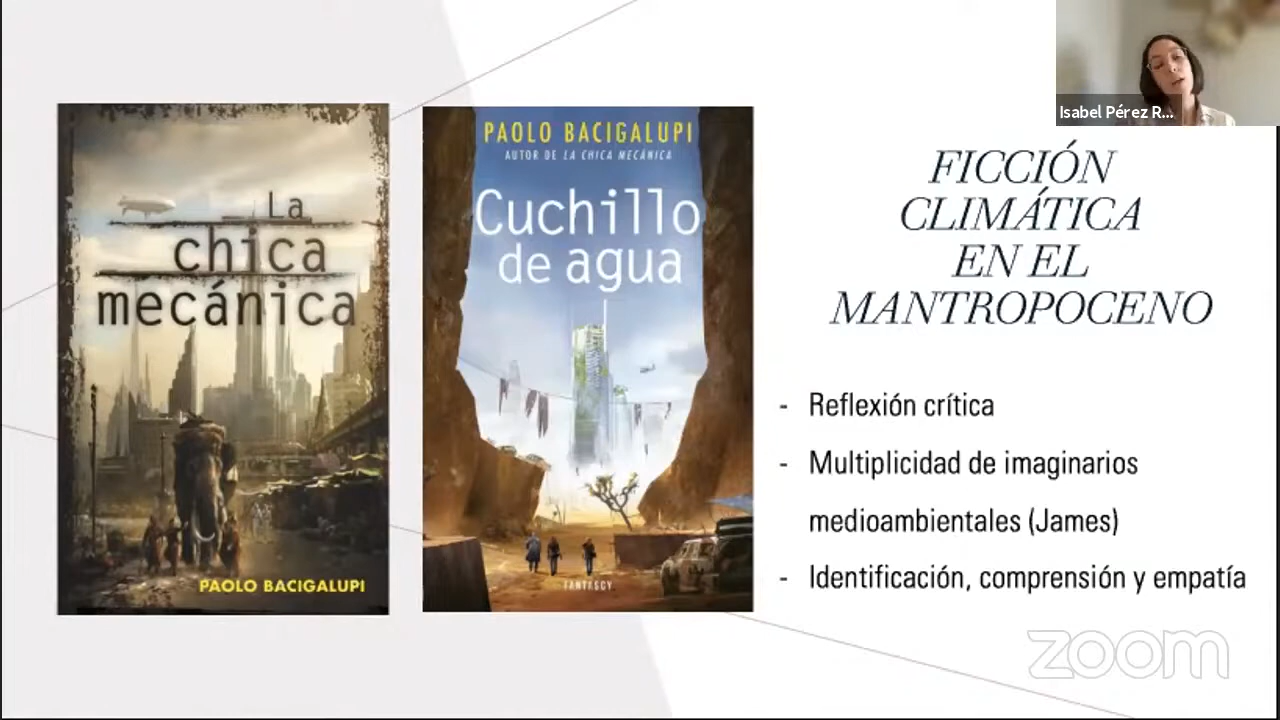 La
chica
mecánica
PAOLO BACIGALUPI
PAOLO BACIGALUPI
AUTOR DE LA CHICA MECÁNICA
Cuchillo
de agua
FANTASCY
Isabel Pérez R...
FICCIÓN
CLIMÁTICA
EN EL
MANTROPOCENO
- Reflexión crítica
- Multiplicidad de imaginarios
medioambientales (James)
- Identificación, comprensión y empatía
zoom